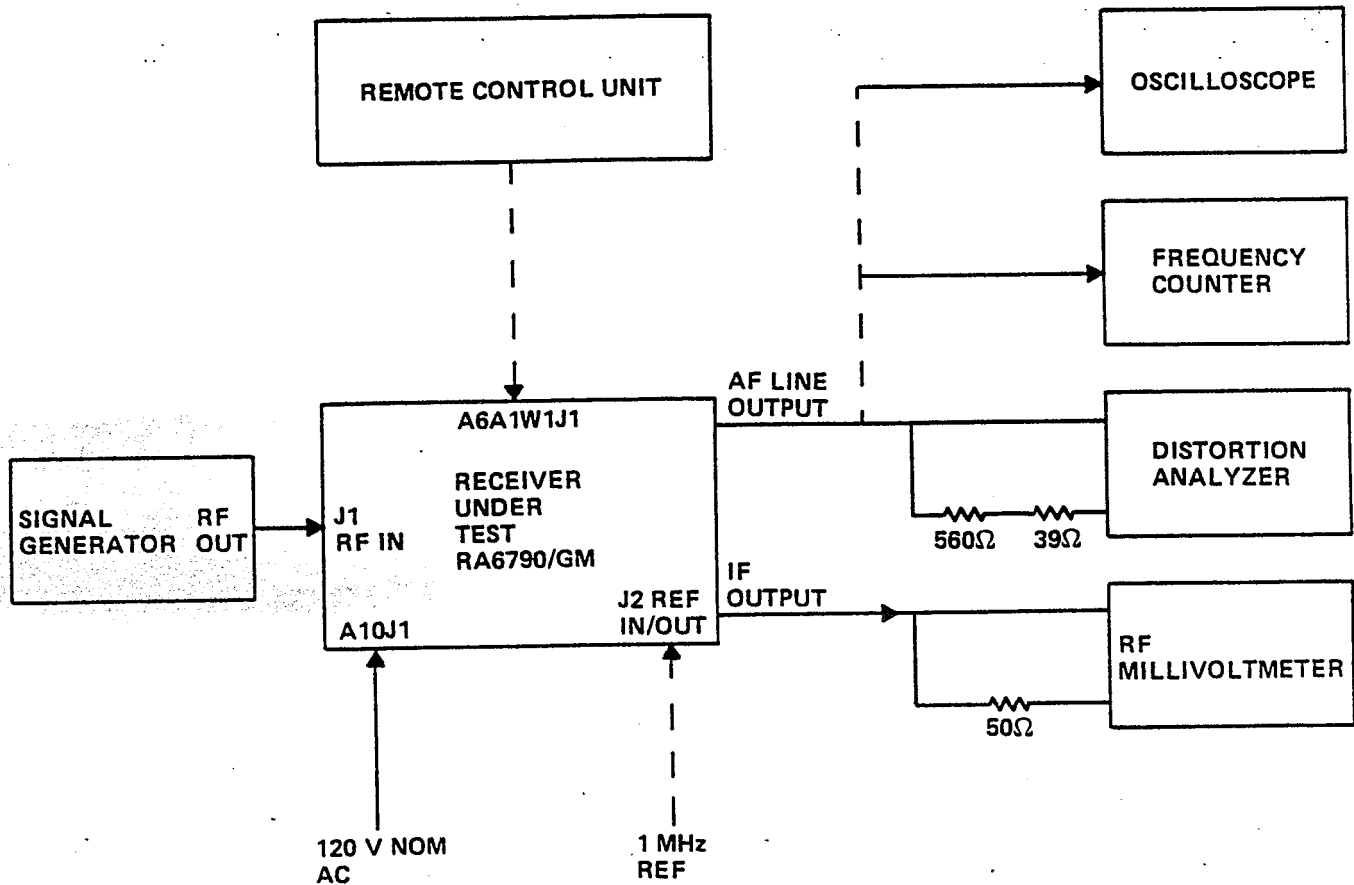 REMOTE CONTROL UNIT
OSCILLOSCOPE
FREQUENCY
COUNTER
AF LINE
OUTPUT
A6A1W1J1
DISTORTION
ANALYZER
560Ω 39Ω
SIGNAL
GENERATOR
RF
OUT
J1
RF IN
RECEIVER
UNDER
TEST
RA6790/GM
IF
OUTPUT
J2 REF
IN/OUT
A10J1
RF
MILLIVOLTMETER
50Ω
120 V NOM
AC
1 MHz
REF